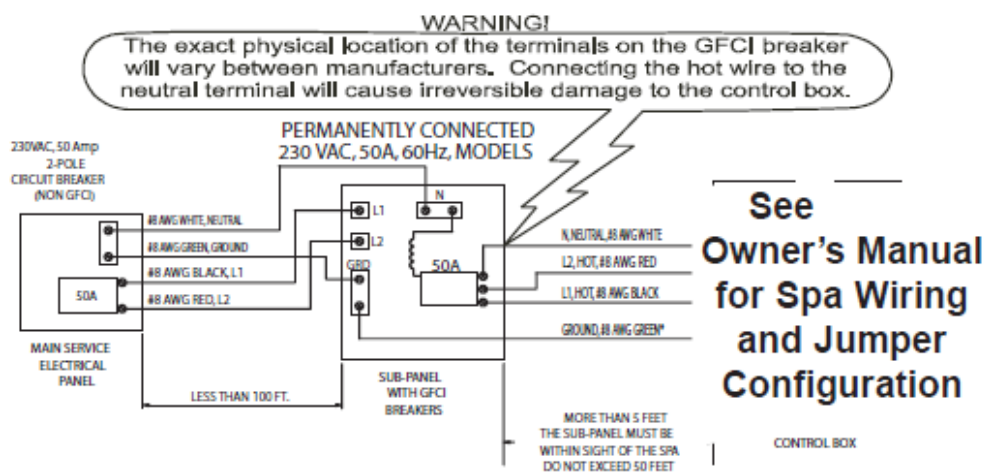 WARNING!
The exact physical location of the terminals on the GFCI breaker
will vary between manufacturers. Connecting the hot wire to the
neutral terminal will cause irreversible damage to the control box.
PERMANENTLY CONNECTED
230 VAC, 50A, 60Hz, MODELS
230VAC, 50 Amp
2-POLE
CIRCUIT BREAKER
(NON GFCI)
#8 AWG WHITE, NEUTRAL
#8 AWG GREEN, GROUND
#8 AWG BLACK, L1
#8 AWG RED, L2
50A
MAIN SERVICE
ELECTRICAL
PANEL
LESS THAN 100 FT.
L1
N
L2
GRD
50A
SUB-PANEL
WITH GFCI
BREAKERS
N, NEUTRAL, #8 AWG WHITE
L2, HOT, #8 AWG RED
L1, HOT, #8 AWG BLACK
GROUND, #8 AWG GREEN*
See
Owner's Manual
for Spa Wiring
and Jumper
Configuration
MORE THAN 5 FEET
THE SUB-PANEL MUST BE
WITHIN SIGHT OF THE SPA
DO NOT EXCEED 50 FEET
CONTROL BOX